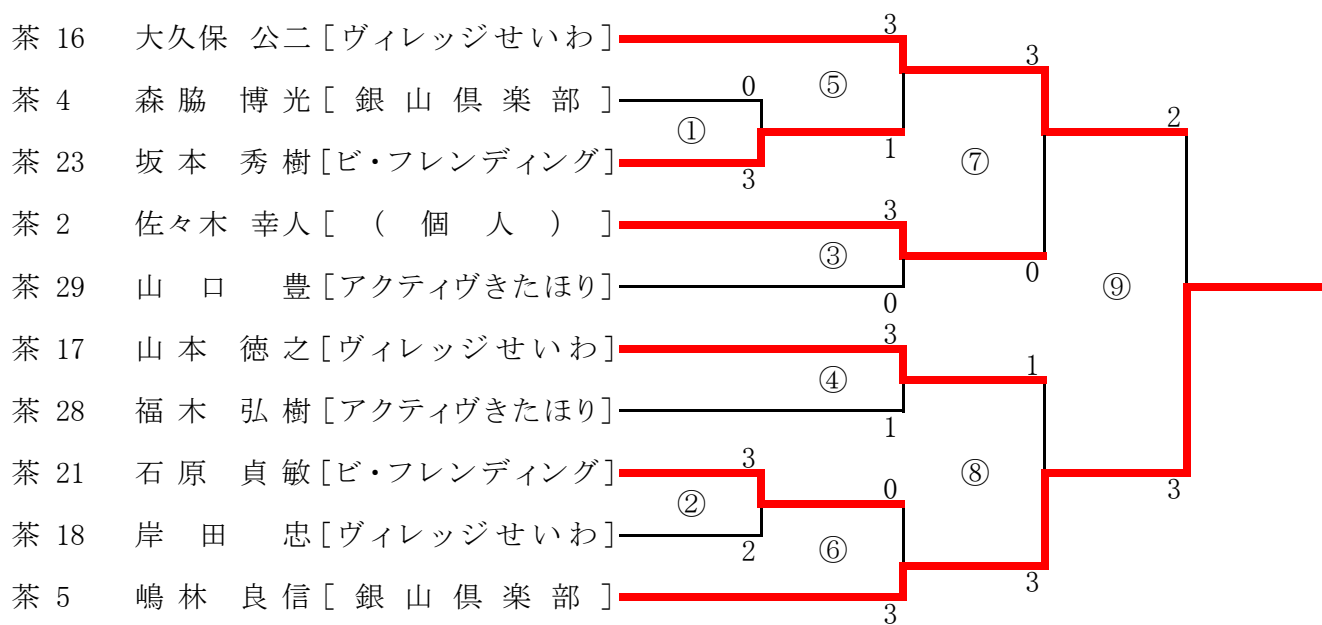 茶 16 大久保 公二 [ヴィレッジせいわ] 3
3
茶 4 森脇 博光 [銀山倶楽部] 0 ⑤ 2
①
茶 23 坂本 秀樹 [ビ・フレンディング] 3 1 ⑦
茶 2 佐々木 幸人 [(個人)] 3
③
茶 29 山口 豊 [アクティヴきたほり] 0 0 ⑨
茶 17 山本 徳之 [ヴィレッジせいわ] 3
④ 1
茶 28 福木 弘樹 [アクティヴきたほり] 1
茶 21 石原 貞敏 [ビ・フレンディング] 3 0 ⑧ 3
②
茶 18 岸田 忠 [ヴィレッジせいわ] 2 ⑥
茶 5 嶋林 良信 [銀山倶楽部] 3 3